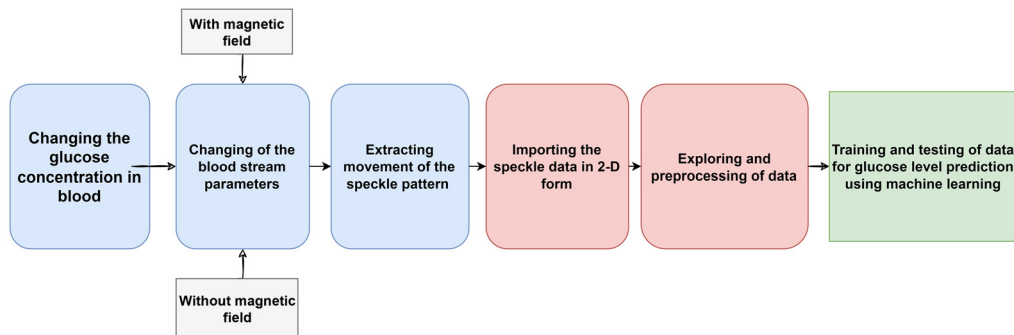 With magnetic
field
Changing the
glucose
concentration in
blood
Changing of the
blood stream
parameters
Extracting
movement of the
speckle pattern
Importing the
speckle data in 2-D
form
Exploring and
preprocessing of data
Training and testing of data
for glucose level prediction
using machine learning
Without magnetic
field